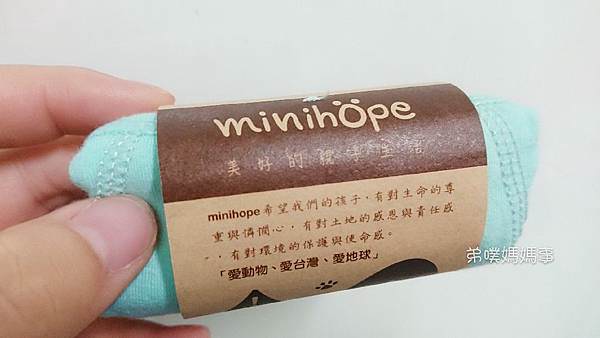 minihope
美好的親子生活
minihope希望我們的孩子，有對生命的尊
重與憐憫心，有對土地的感恩與責任感
，有對環境的保護與使命感。
「愛動物、愛台灣、愛地球」
弟噗媽媽事